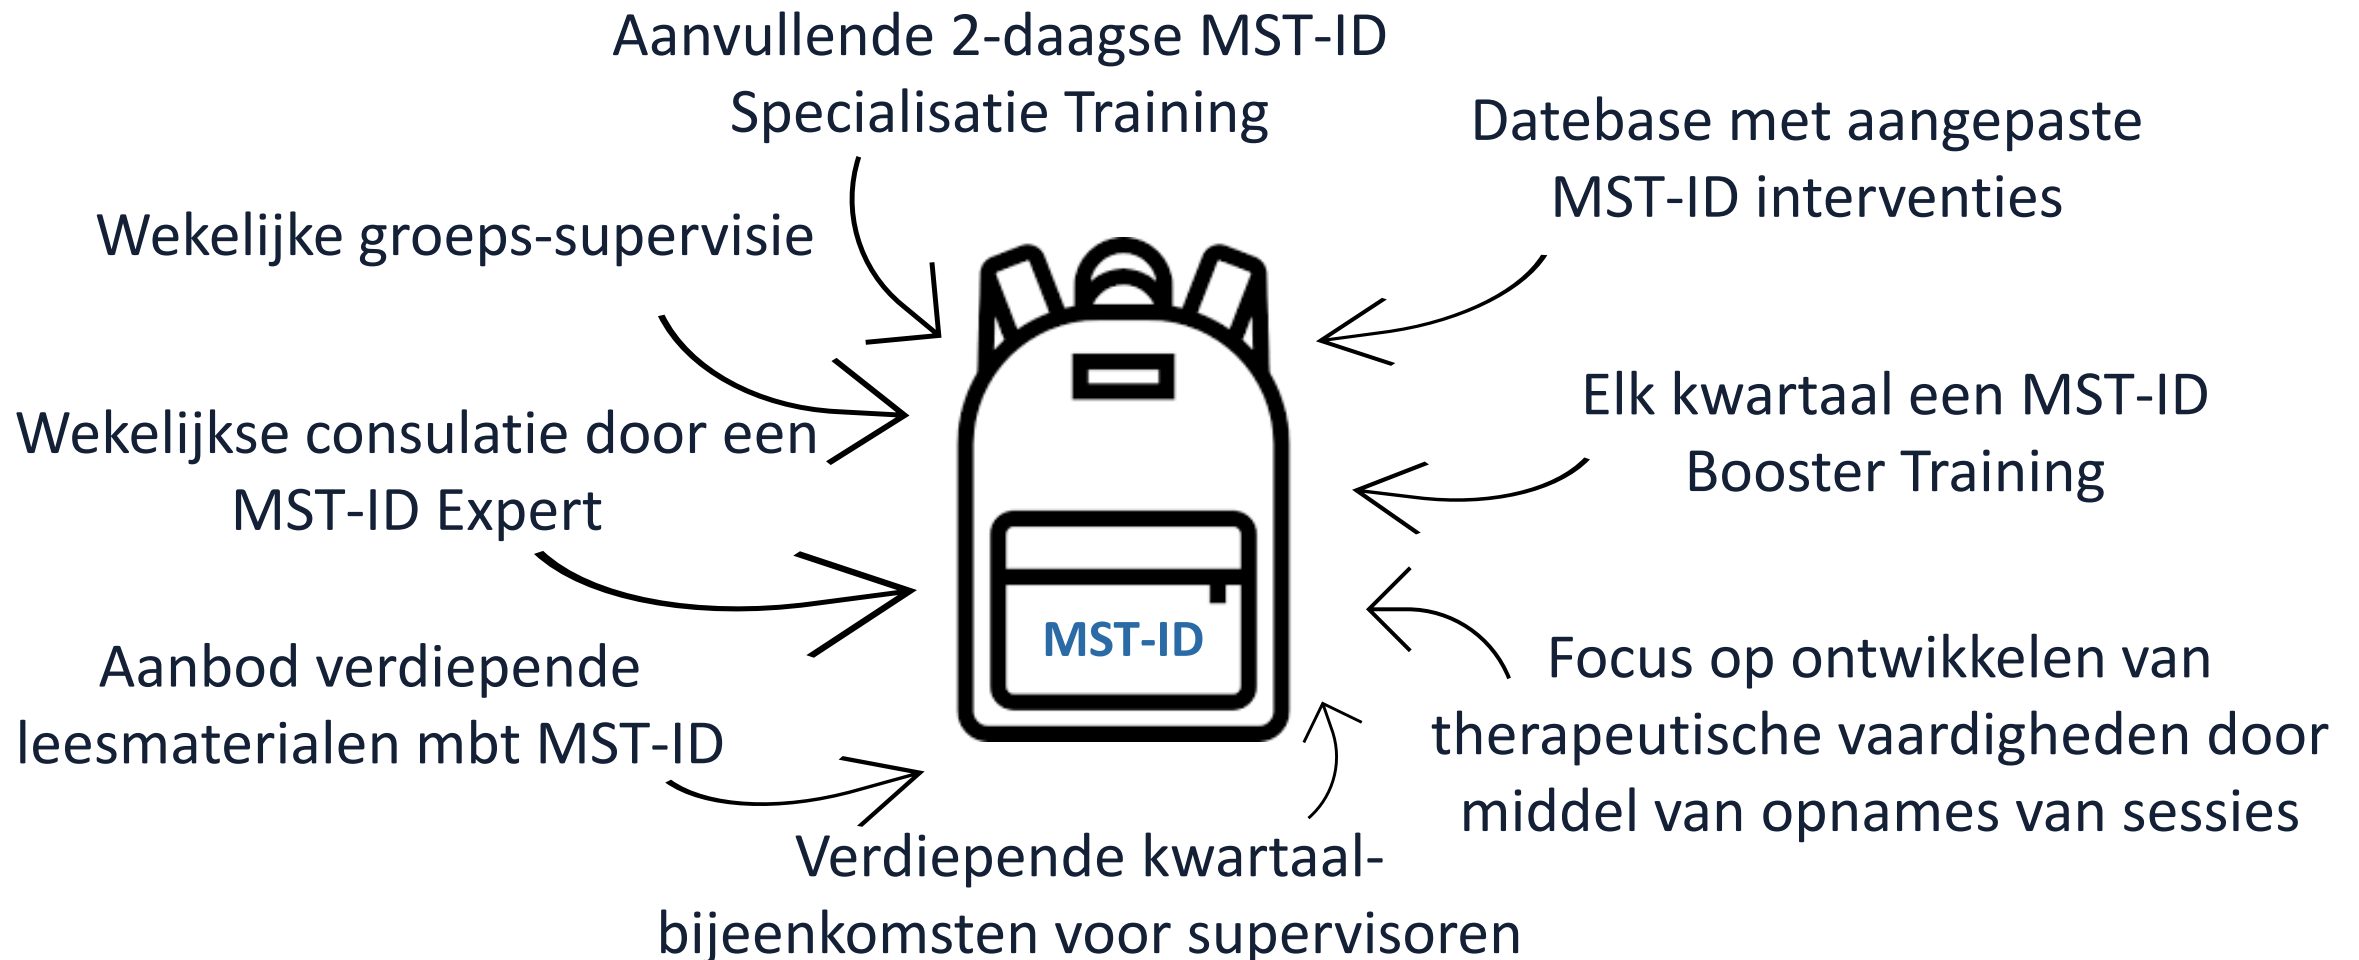 Aanvullende 2-daagse MST-ID
Specialisatie Training
Datebase met aangepaste
MST-ID interventies
Wekelijke groeps-supervisie
Elk kwartaal een MST-ID
Booster Training
Wekelijkse consulatie door een
MST-ID Expert
MST-ID
Focus op ontwikkelen van
therapeutische vaardigheden door
middel van opnames van sessies
Aanbod verdiepende
leesmaterialen mbt MST-ID
Verdiepende kwartaal-
bijeenkomsten voor supervisoren